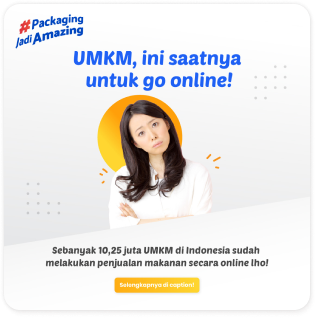 #Packaging
Jadi Amazing
UMKM, ini saatnya
untuk go online!
Sebanyak 10,25 juta UMKM di Indonesia sudah
melakukan penjualan makanan secara online lho!
Selengkapnya di caption!